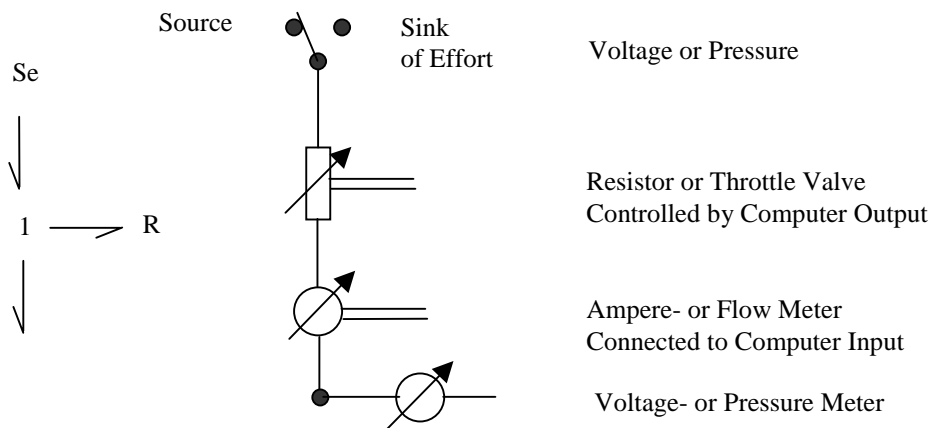 Source
Sink
of Effort
Voltage or Pressure
Se
Resistor or Throttle Valve
Controlled by Computer Output
1
R
Ampere- or Flow Meter
Connected to Computer Input
Voltage- or Pressure Meter